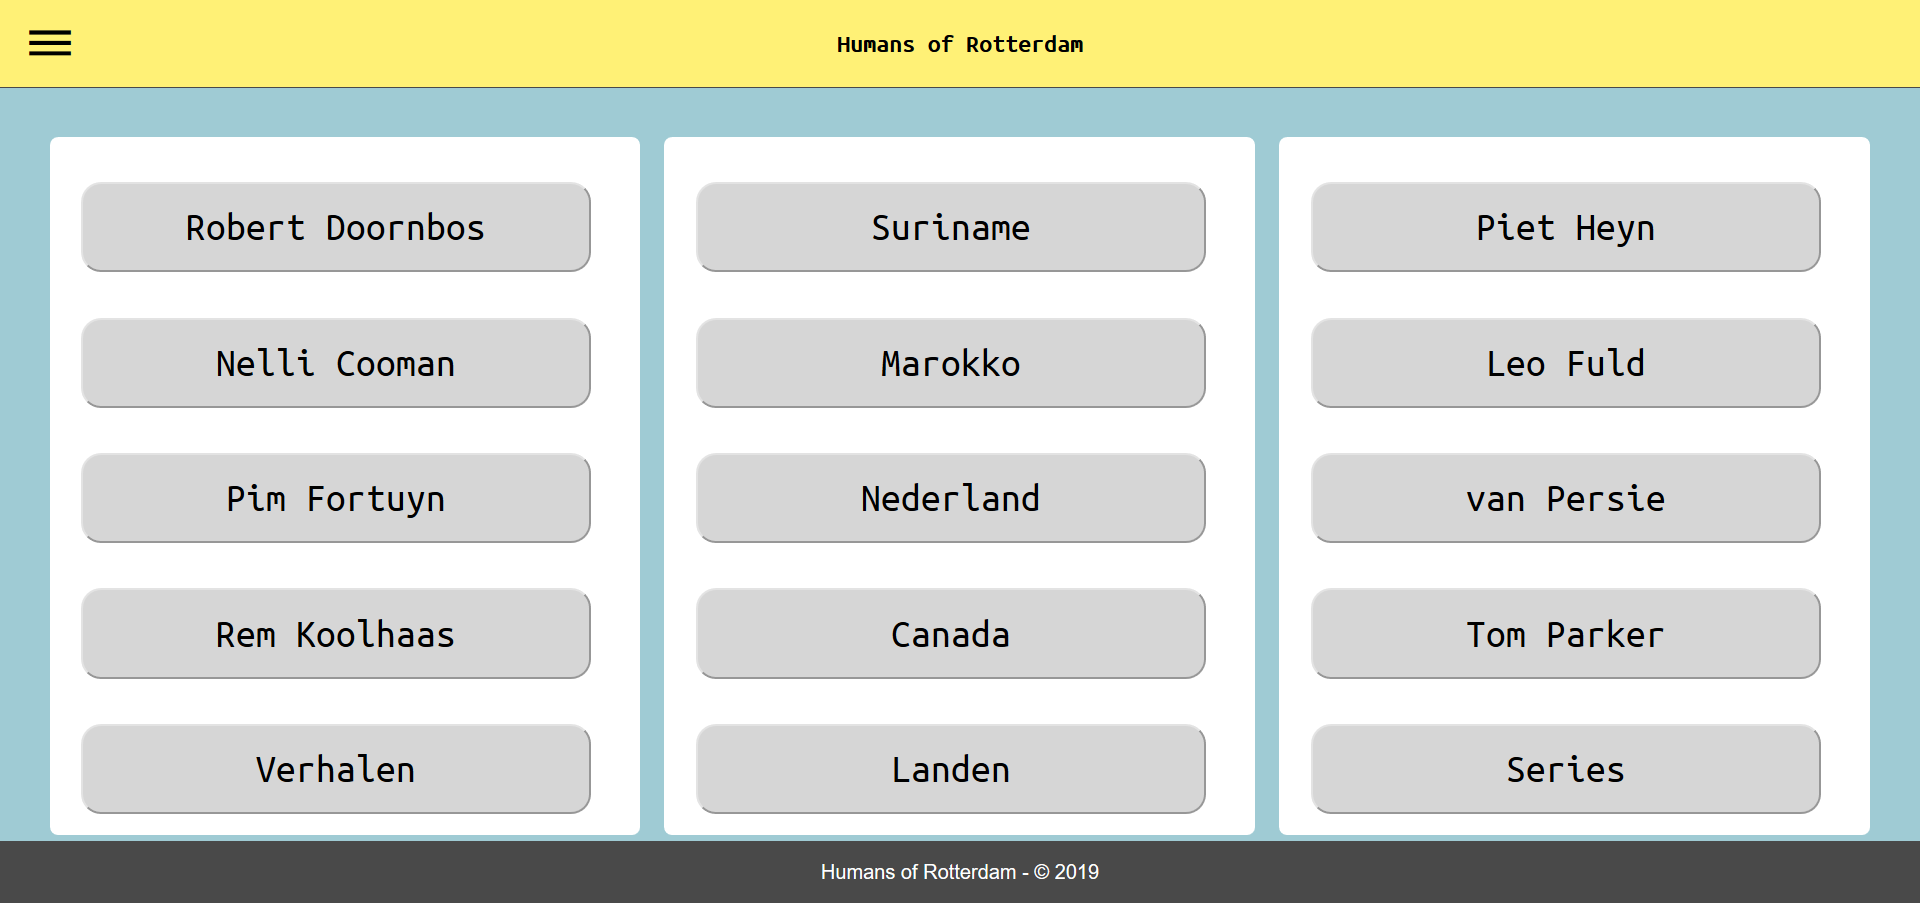 Humans of Rotterdam
Robert Doornbos
Nelli Cooman
Pim Fortuyn
Rem Koolhaas
Verhalen
Suriname
Marokko
Nederland
Canada
Landen
Piet Heyn
Leo Fuld
van Persie
Tom Parker
Series
Humans of Rotterdam - © 2019